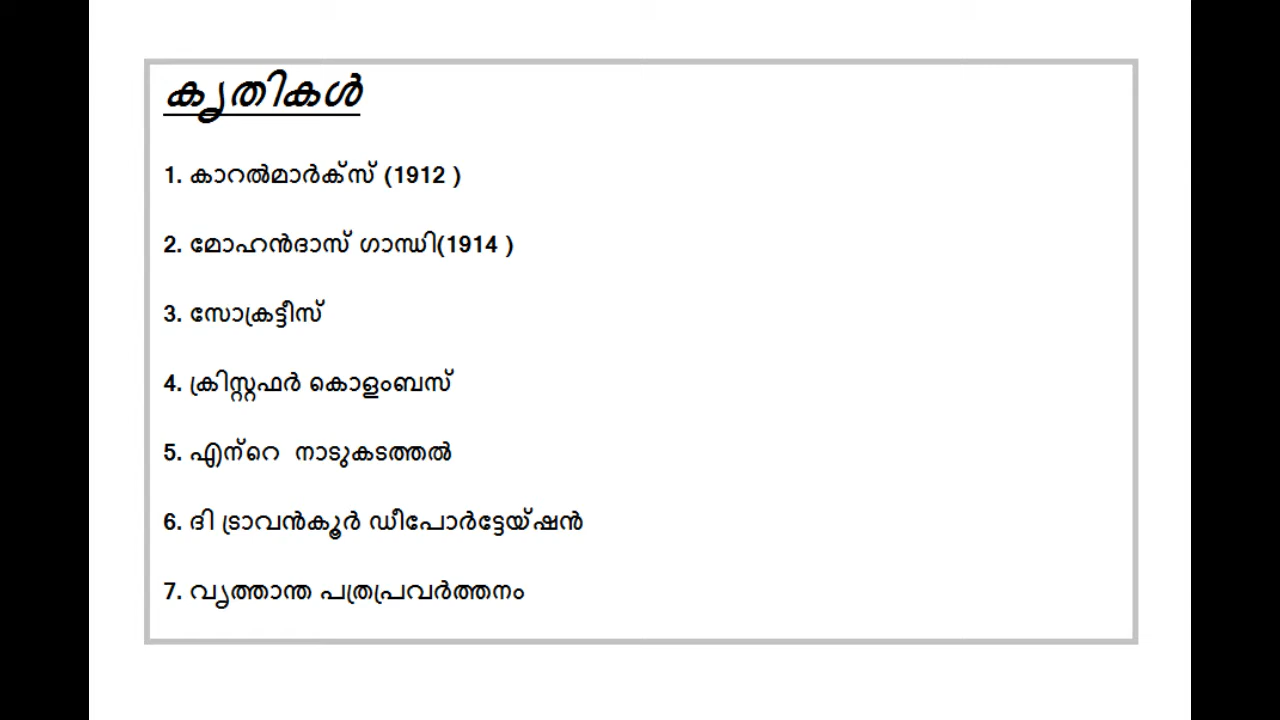 കൃതികൾ
1. കാറൽമാർക്സ് (1912 )
2. മോഹൻദാസ് ഗാന്ധി(1914 )
3. സോക്രട്ടീസ്
4. ക്രിസ്റ്റഫർ കൊളംബസ്
5. എന്റെ നാടുകടത്തൽ
6. ദി ട്രാവൻകൂർ ഡീപോർട്ടേയ്ഷൻ
7. വൃത്താന്ത പത്രപ്രവർത്തനം